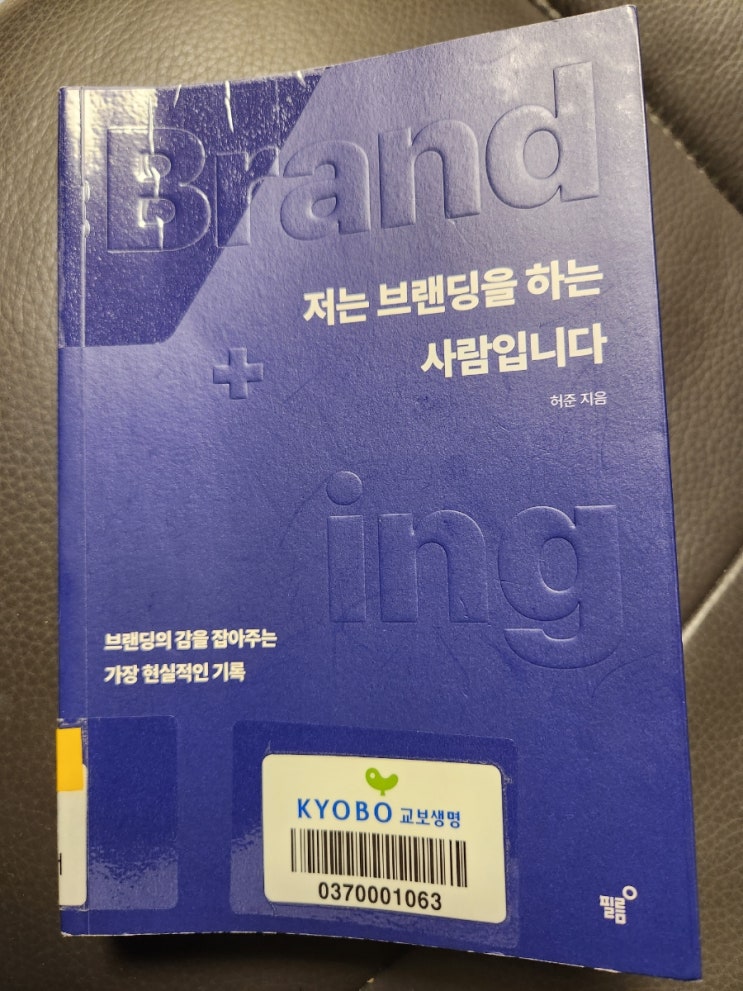 Brand
저는 브랜딩을 하는
사람입니다
+
허준 지음
ing
브랜딩의 감을 잡아주는
가장 현실적인 기록
KYOBO 교보생명
0370001063
필름